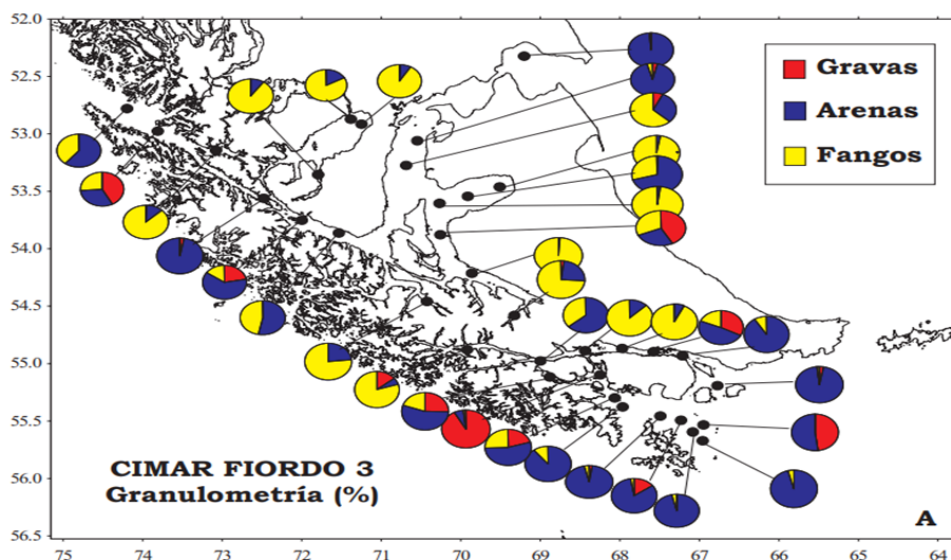 52.0
52.5
53.0
53.5
54.0
54.5
55.0
55.5
56.0
56.5
Gravas
Arenas
Fangos
CIMAR FIORDO 3
Granulometría (%)
A
75 74 73 72 71 70 69 68 67 66 65 64